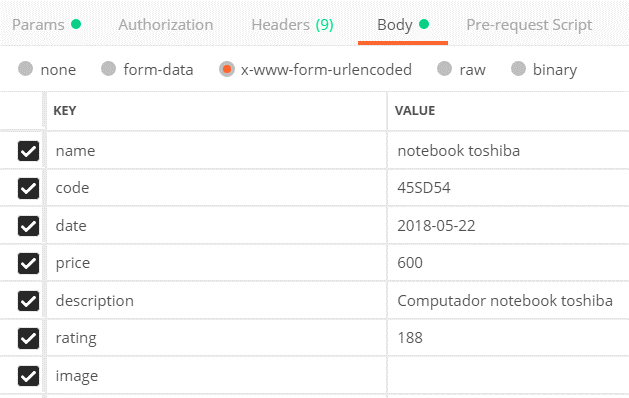 Params Authorization Headers (9) Body Pre-request Script
none form-data x-www-form-urlencoded raw binary
KEY VALUE
name notebook toshiba
code 45SD54
date 2018-05-22
price 600
description Computador notebook toshiba
rating 188
image